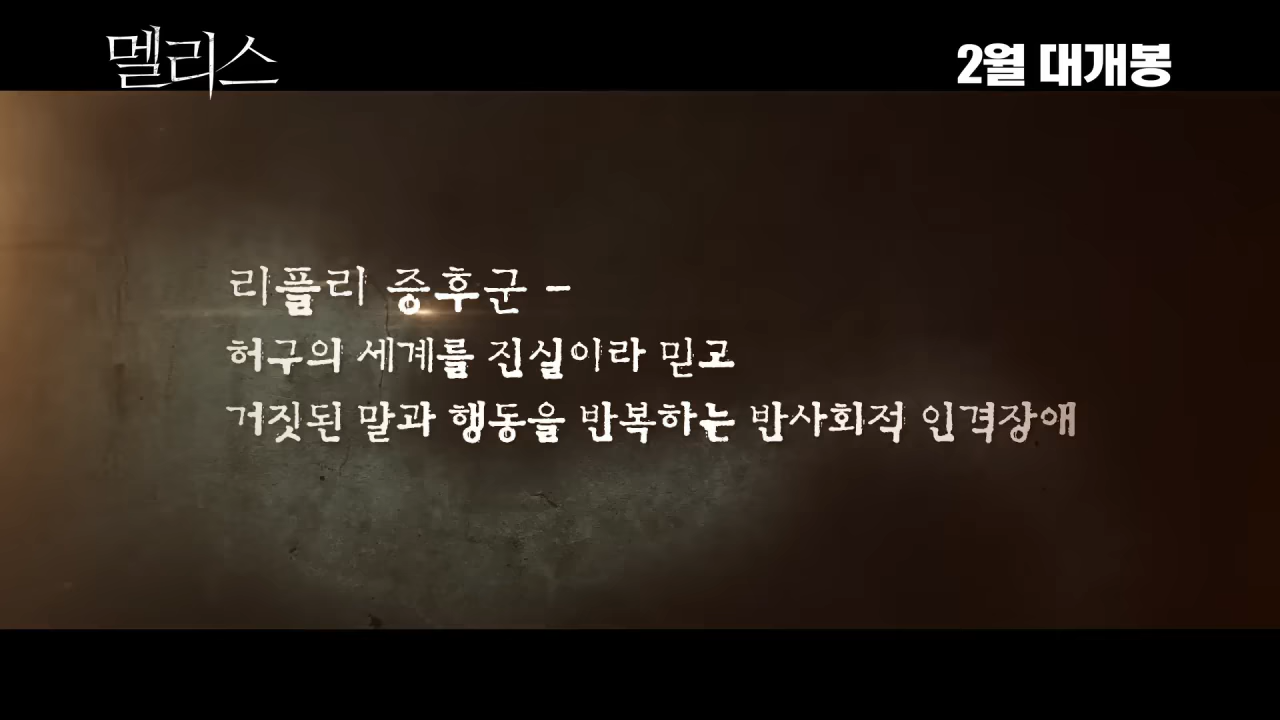 멜리스
2월 대개봉
리플리 증후군 -
허구의 세계를 진실이라 믿고
거짓된 말과 행동을 반복하는 반사회적 인격장애